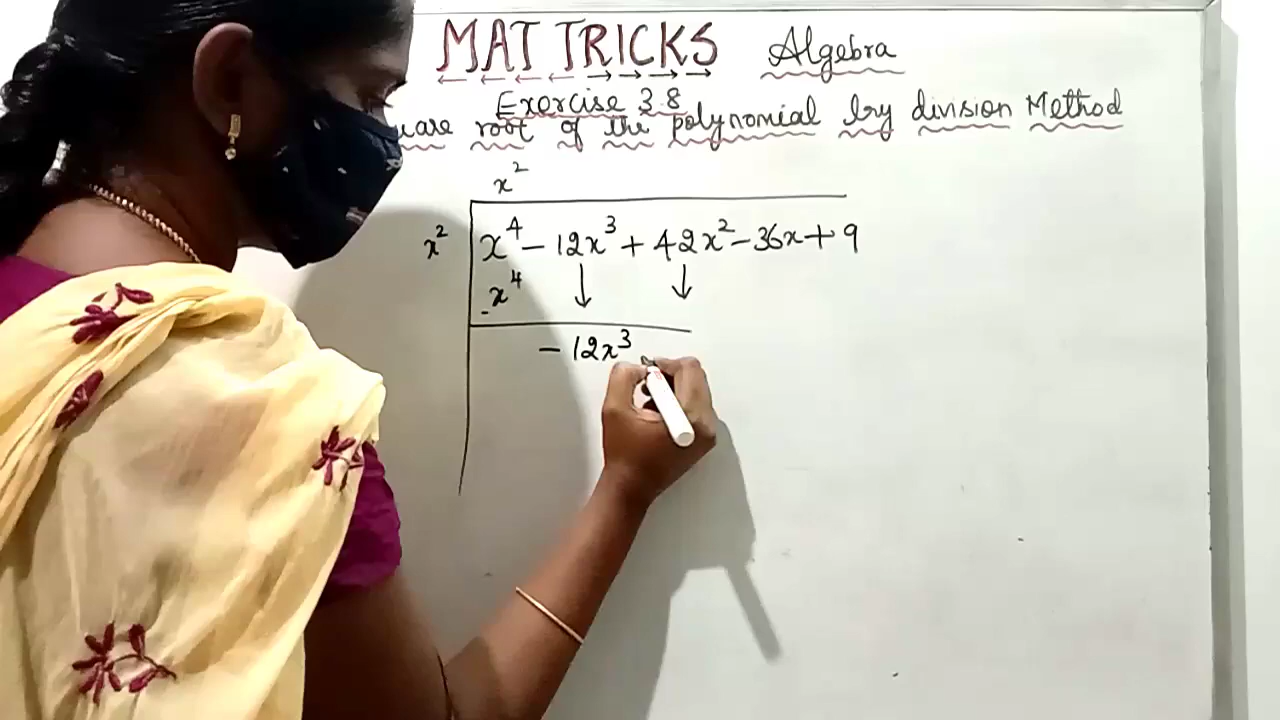 MAT TRICKS Algebra
Exercise 3.8
uare root of the polynomial by division Method
x²
x² x⁴ - 12x³ + 42x² - 36x + 9
- x⁴ ↓ ↓
- 12x³